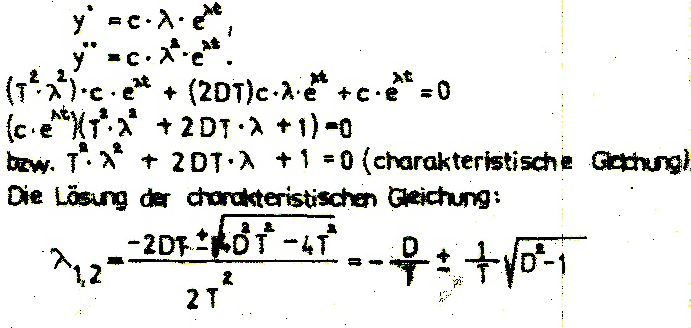 y˙ = c · λ · e^{λt},
y¨ = c · λ² · e^{λt}.
(T² · λ²) · c · e^{λt} + (2DT)c · λ · e^{λt} + c · e^{λt} = 0
(c · e^{λt})(T² · λ² + 2DT · λ + 1) = 0
bzw. T² · λ² + 2DT · λ + 1 = 0 (charakteristische Gleichung)
Die Lösung der charakteristischen Gleichung:
λ_{1,2} = (-2DT ± √(4D²T² - 4T²)) / (2T²) = - D/T ± 1/T √(D² - 1)